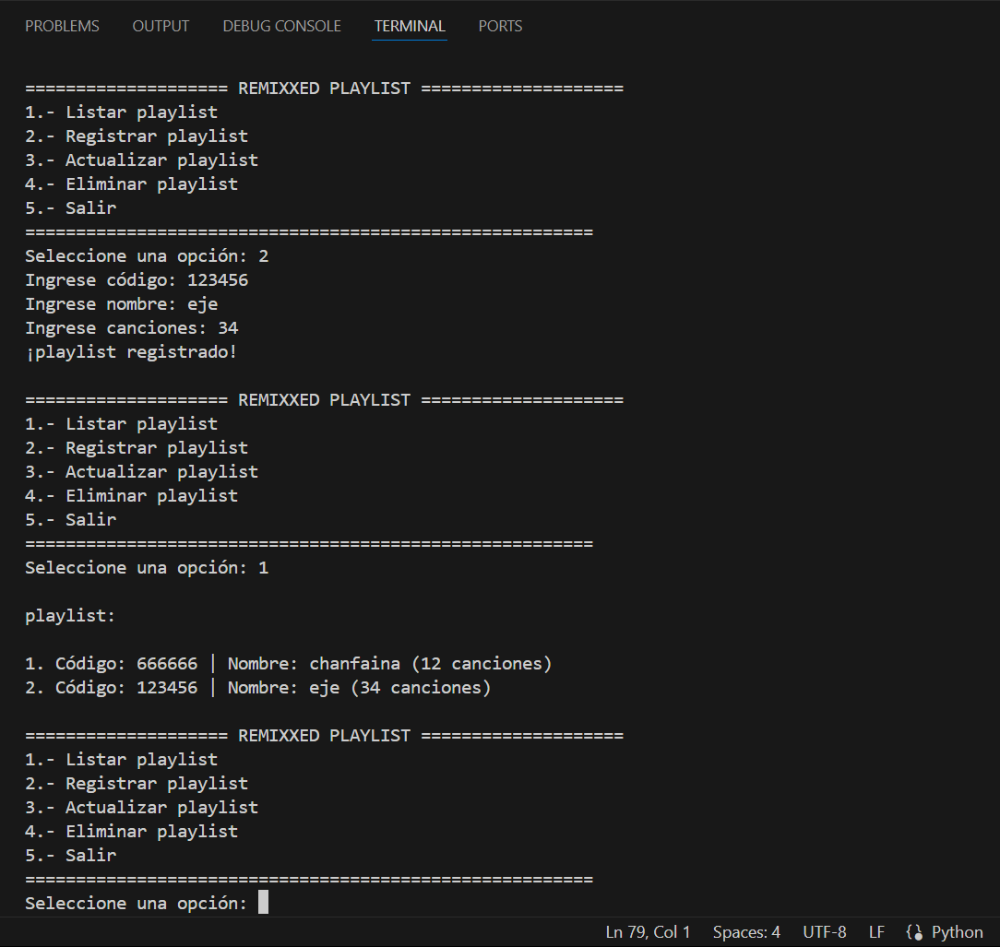 PROBLEMS OUTPUT DEBUG CONSOLE TERMINAL PORTS
==================== REMIXXED PLAYLIST ====================
1.- Listar playlist
2.- Registrar playlist
3.- Actualizar playlist
4.- Eliminar playlist
5.- Salir
========================================================
Seleccione una opción: 2
Ingrese código: 123456
Ingrese nombre: eje
Ingrese canciones: 34
¡playlist registrado!
==================== REMIXXED PLAYLIST ====================
1.- Listar playlist
2.- Registrar playlist
3.- Actualizar playlist
4.- Eliminar playlist
5.- Salir
========================================================
Seleccione una opción: 1
playlist:
1. Código: 666666 | Nombre: chanfaina (12 canciones)
2. Código: 123456 | Nombre: eje (34 canciones)
==================== REMIXXED PLAYLIST ====================
1.- Listar playlist
2.- Registrar playlist
3.- Actualizar playlist
4.- Eliminar playlist
5.- Salir
========================================================
Seleccione una opción:
Ln 79, Col 1 Spaces: 4 UTF-8 LF {} Python